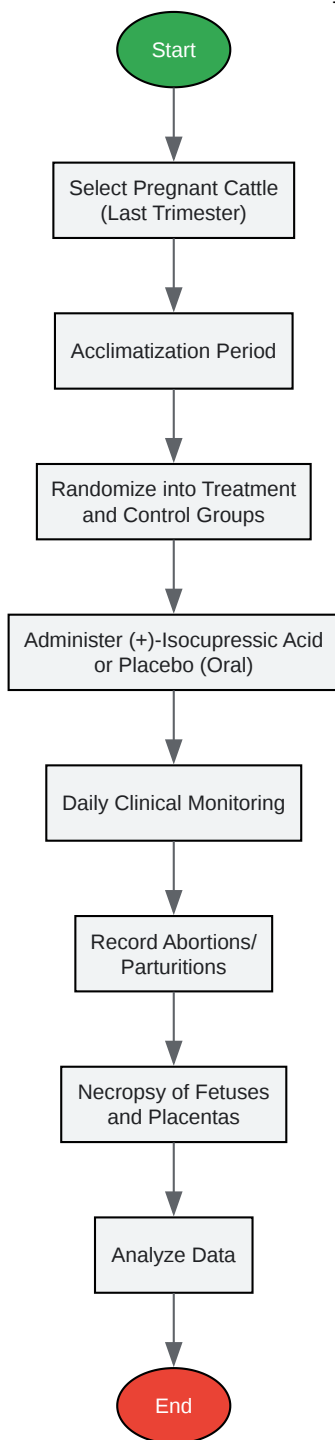 Start
Select Pregnant Cattle
(Last Trimester)
Acclimatization Period
Randomize into Treatment
and Control Groups
Administer (+)-Isocupressic Acid
or Placebo (Oral)
Daily Clinical Monitoring
Record Abortions/
Parturitions
Necropsy of Fetuses
and Placentas
Analyze Data
End